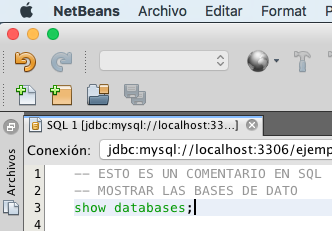 NetBeans Archivo Editar Format
SQL 1 [jdbc:mysql://localhost:33...]
Conexión: jdbc:mysql://localhost:3306/ejemp
Archivos
1 -- ESTO ES UN COMENTARIO EN SQL
2 -- MOSTRAR LAS BASES DE DATO
3 show databases;